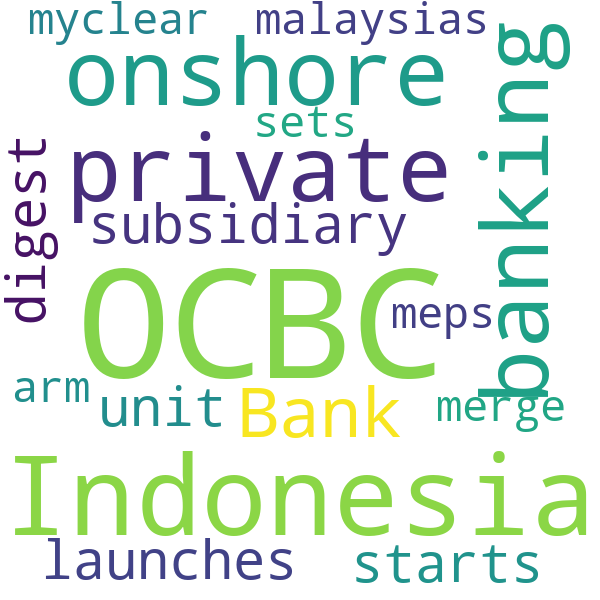 myclear
malaysias
onshore
banking
sets
digest
private
subsidiary
OCBC
meps
arm
unit
Bank
merge
Indonesia
launches
starts